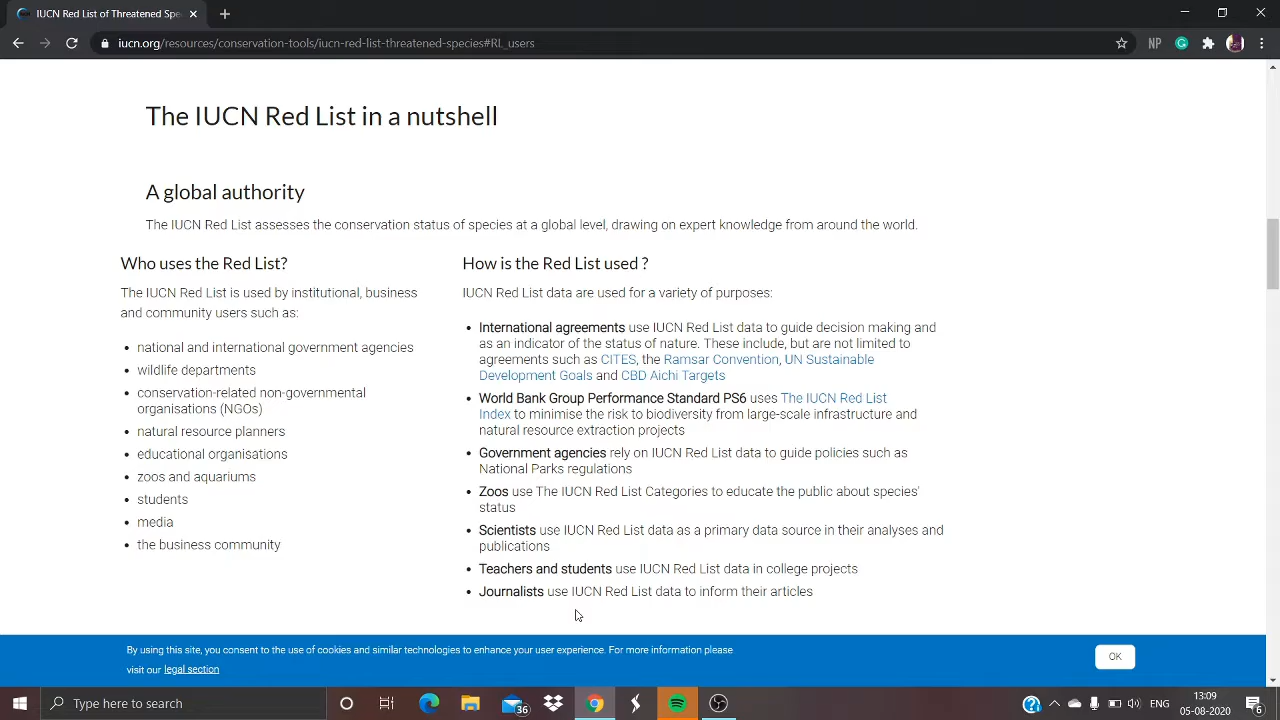 IUCN Red List of Threatened Spe
iucn.org/resources/conservation-tools/iucn-red-list-threatened-species#RL_users
NP
The IUCN Red List in a nutshell
A global authority
The IUCN Red List assesses the conservation status of species at a global level, drawing on expert knowledge from around the world.
Who uses the Red List?
The IUCN Red List is used by institutional, business
and community users such as:
• national and international government agencies
• wildlife departments
• conservation-related non-governmental
organisations (NGOs)
• natural resource planners
• educational organisations
• zoos and aquariums
• students
• media
• the business community
How is the Red List used ?
IUCN Red List data are used for a variety of purposes:
• International agreements use IUCN Red List data to guide decision making and
as an indicator of the status of nature. These include, but are not limited to
agreements such as CITES, the Ramsar Convention, UN Sustainable
Development Goals and CBD Aichi Targets
• World Bank Group Performance Standard PS6 uses The IUCN Red List
Index to minimise the risk to biodiversity from large-scale infrastructure and
natural resource extraction projects
• Government agencies rely on IUCN Red List data to guide policies such as
National Parks regulations
• Zoos use The IUCN Red List Categories to educate the public about species'
status
• Scientists use IUCN Red List data as a primary data source in their analyses and
publications
• Teachers and students use IUCN Red List data in college projects
• Journalists use IUCN Red List data to inform their articles
By using this site, you consent to the use of cookies and similar technologies to enhance your user experience. For more information please
visit our legal section
OK
Type here to search
36
ENG
13:09
05-08-2020
6